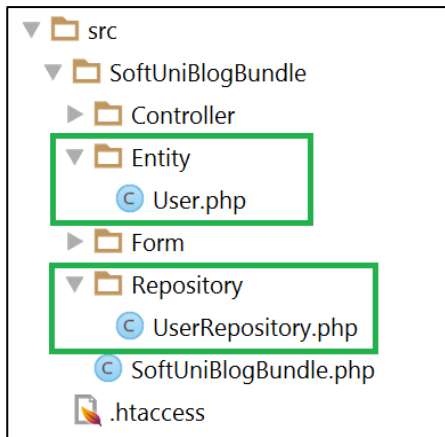 src
SoftUniBlogBundle
Controller
Entity
C User.php
Form
Repository
C UserRepository.php
C SoftUniBlogBundle.php
.htaccess